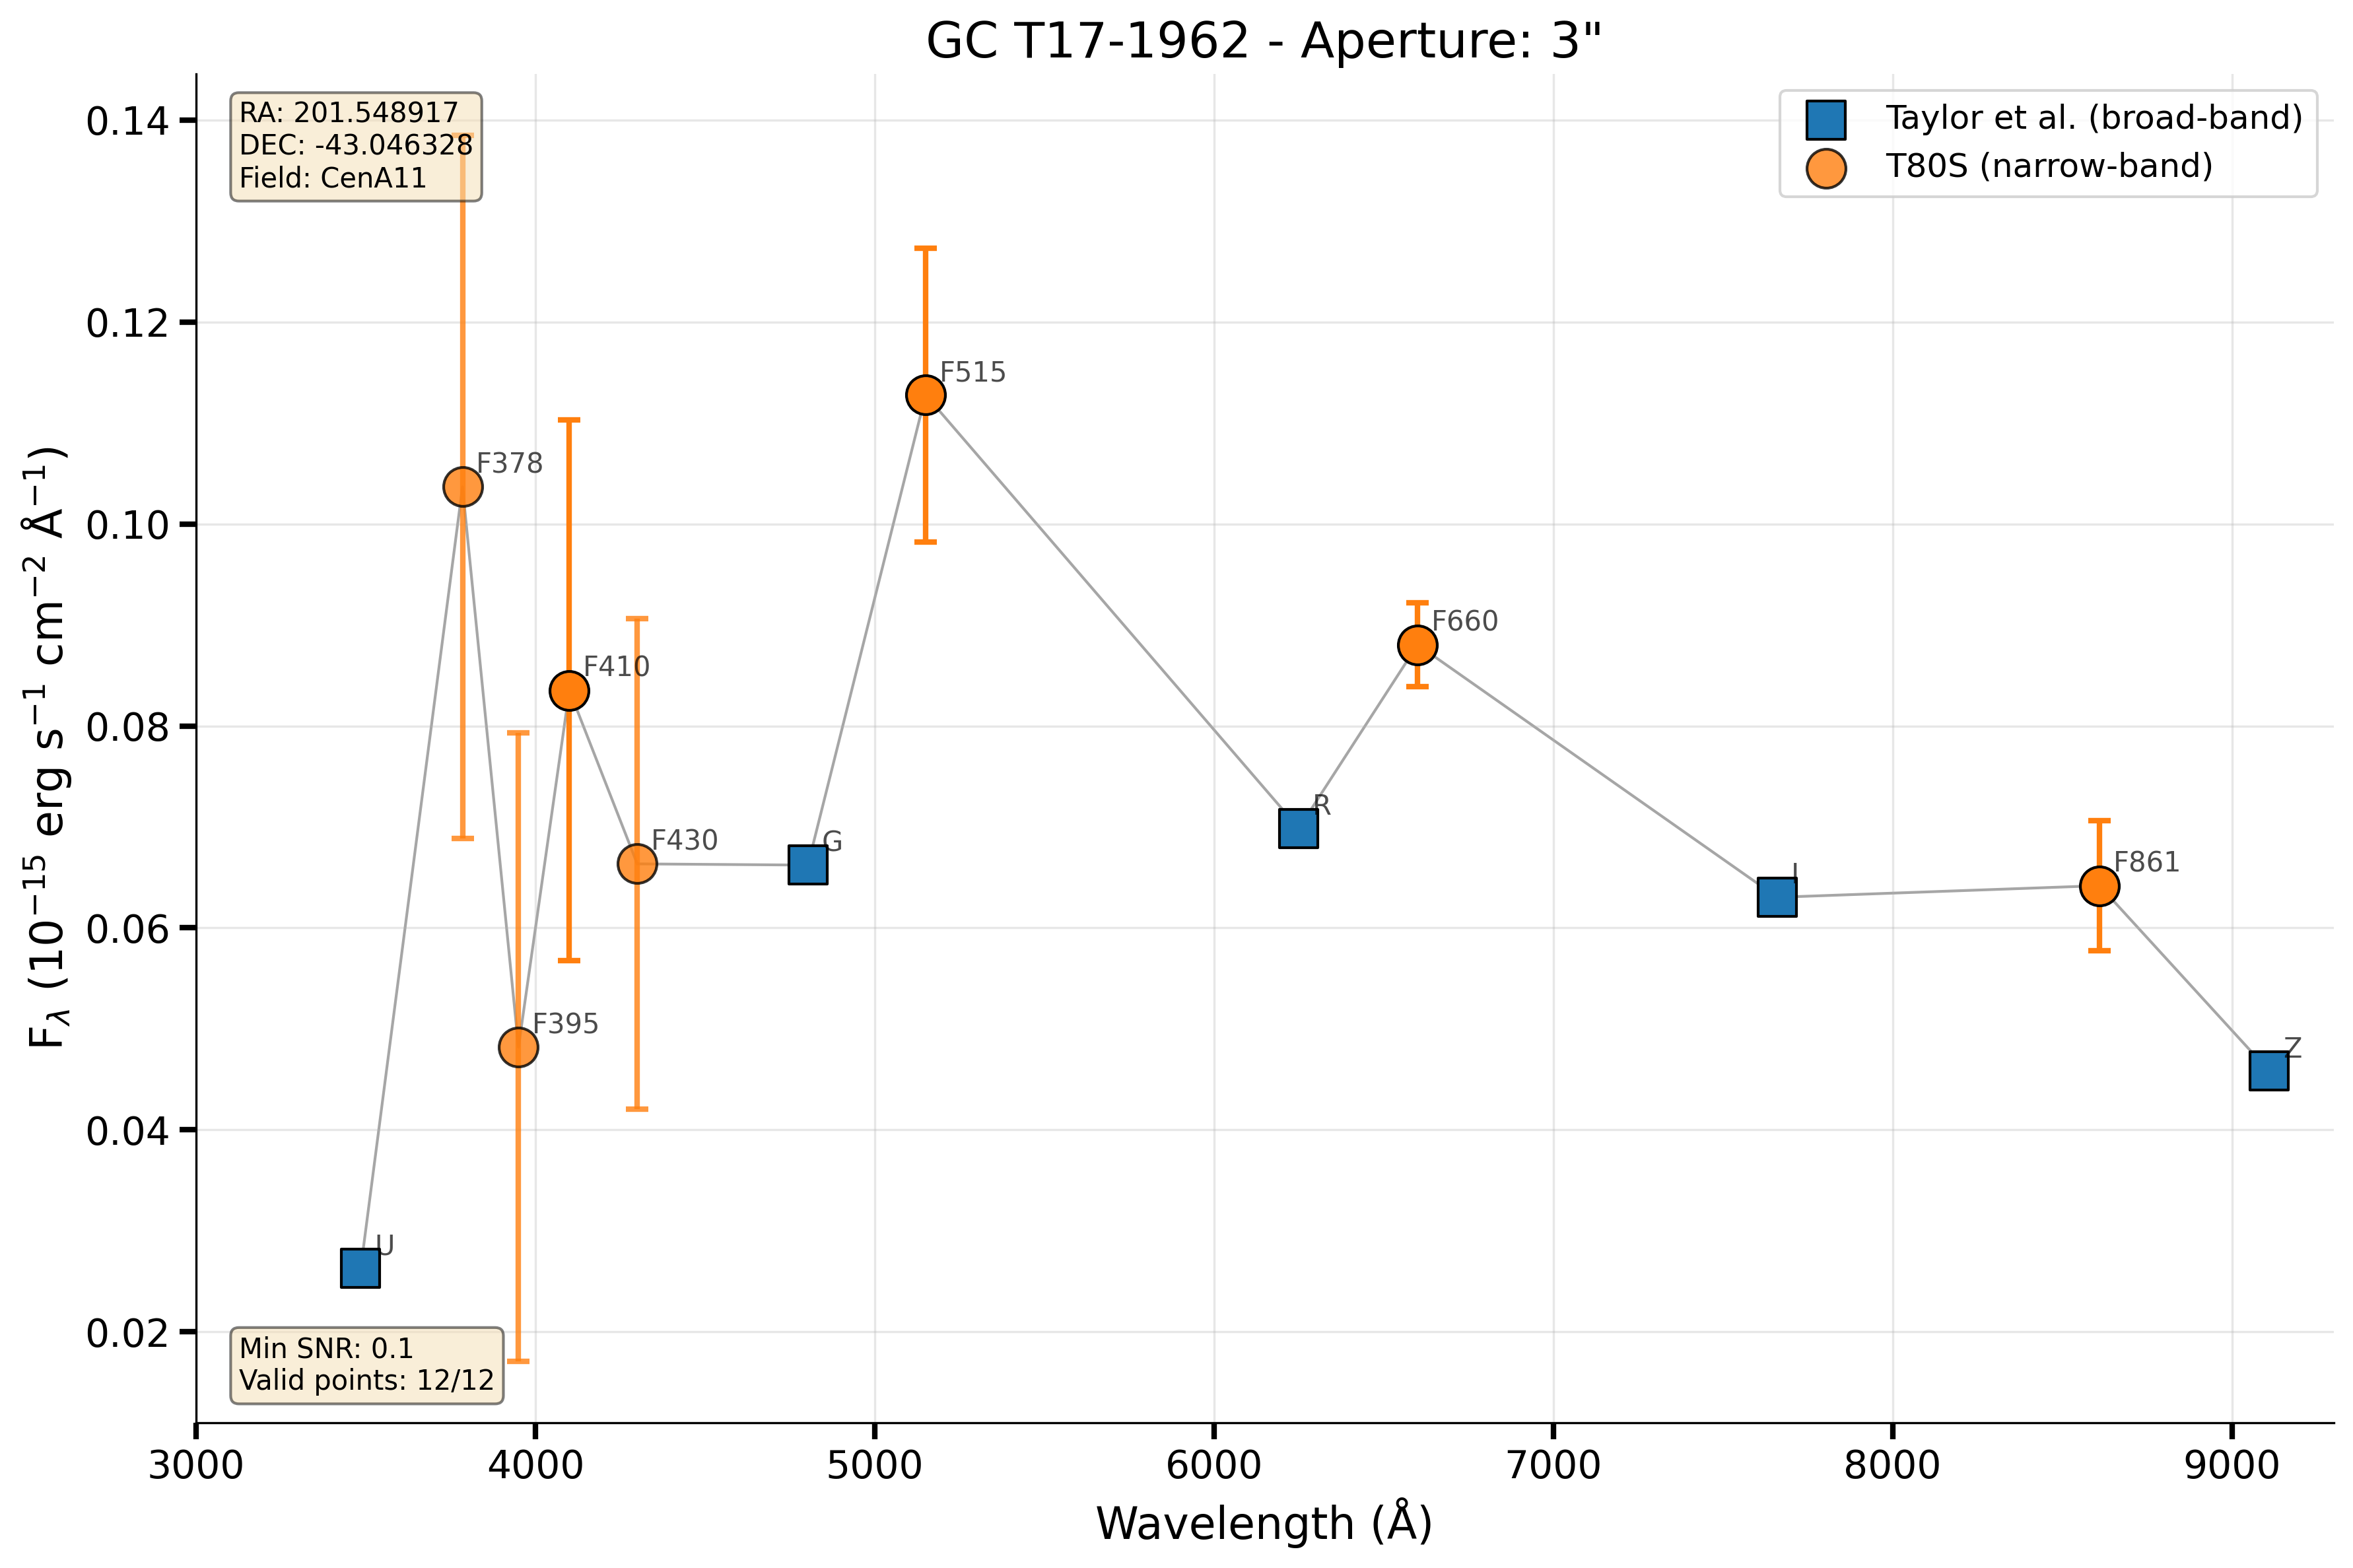 GC T17-1962 - Aperture: 3"
RA: 201.548917
DEC: -43.046328
Field: CenA11
Taylor et al. (broad-band)
T80S (narrow-band)
0.14
0.12
0.10
0.08
0.06
0.04
0.02
F_λ (10⁻¹⁵ erg s⁻¹ cm⁻² Å⁻¹)
U
F378
F395
F410
F430
G
F515
R
F660
I
F861
Z
Min SNR: 0.1
Valid points: 12/12
3000 4000 5000 6000 7000 8000 9000
Wavelength (Å)